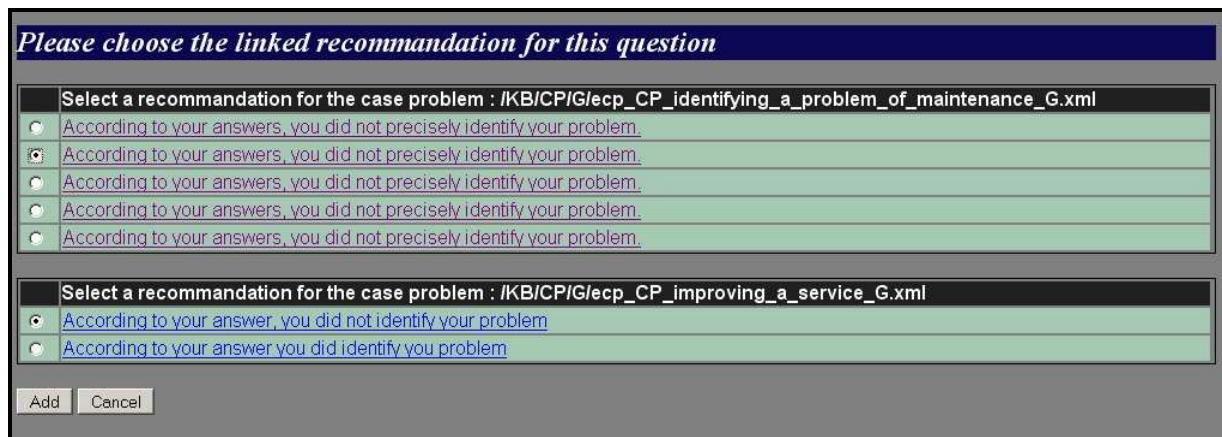 Please choose the linked recommandation for this question
Select a recommandation for the case problem : /KB/CP/G/ecp_CP_identifying_a_problem_of_maintenance_G.xml
According to your answers, you did not precisely identify your problem.
According to your answers, you did not precisely identify your problem.
According to your answers, you did not precisely identify your problem.
According to your answers, you did not precisely identify your problem.
According to your answers, you did not precisely identify your problem.
Select a recommandation for the case problem : /KB/CP/G/ecp_CP_improving_a_service_G.xml
According to your answer, you did not identify your problem
According to your answer you did identify you problem
Add Cancel